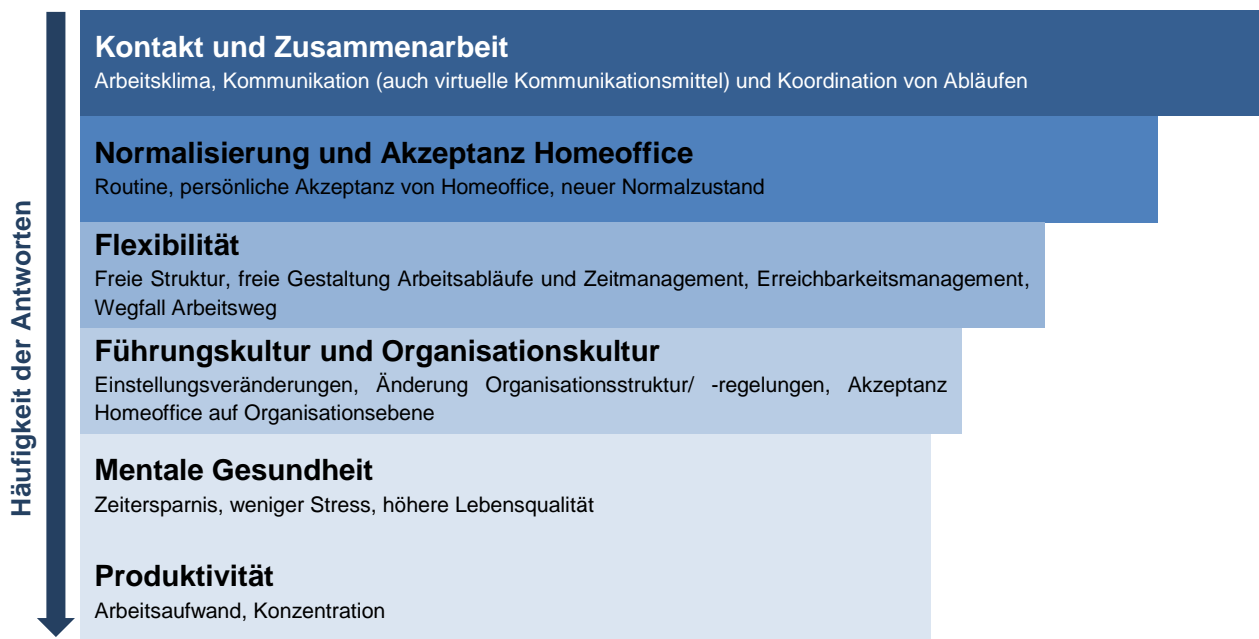 Häufigkeit der Antworten
Kontakt und Zusammenarbeit
Arbeitsklima, Kommunikation (auch virtuelle Kommunikationsmittel) und Koordination von Abläufen
Normalisierung und Akzeptanz Homeoffice
Routine, persönliche Akzeptanz von Homeoffice, neuer Normalzustand
Flexibilität
Freie Struktur, freie Gestaltung Arbeitsabläufe und Zeitmanagement, Erreichbarkeitsmanagement,
Wegfall Arbeitsweg
Führungskultur und Organisationskultur
Einstellungsveränderungen, Änderung Organisationsstruktur/ -regelungen, Akzeptanz
Homeoffice auf Organisationsebene
Mentale Gesundheit
Zeitersparnis, weniger Stress, höhere Lebensqualität
Produktivität
Arbeitsaufwand, Konzentration